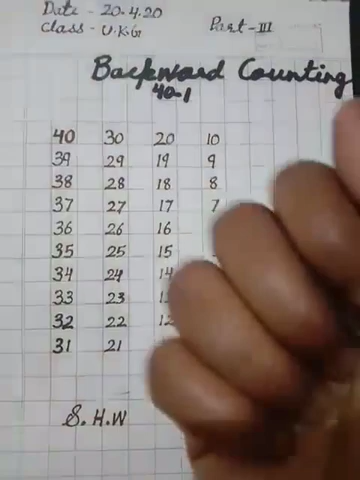 Date - 20.4.20
Class - U.K.G
Part - III
Backward Counting
40-1
40 30 20 10
39 29 19 9
38 28 18 8
37 27 17 7
36 26 16
35 25 15
34 24 14
33 23
32 22 12
31 21
S. H.W